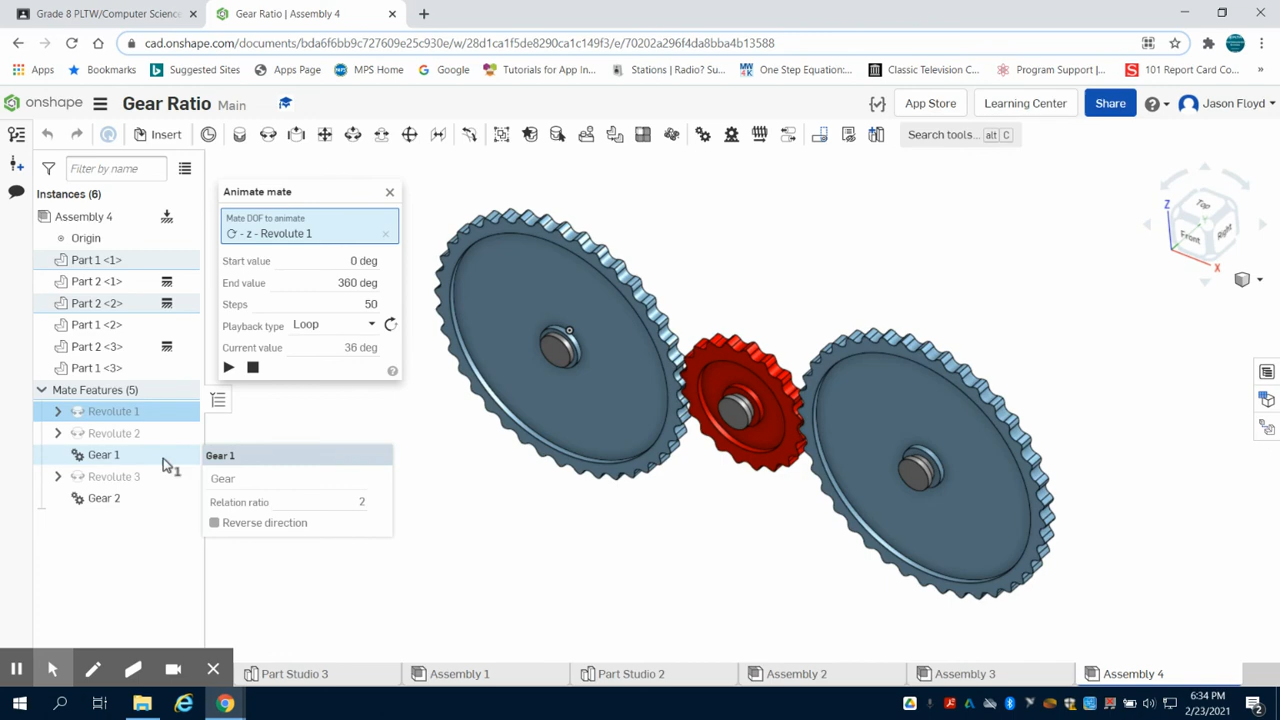 Grade 8 PLTW/Computer Science
Gear Ratio | Assembly 4
cad.onshape.com/documents/bda6f6bb9c727609e25c930e/w/28d1ca1f5de8290ca1c149f3/e/70202a296f4da8bba4b13588
Apps
Bookmarks
Suggested Sites
Apps Page
MPS Home
Google
Tutorials for App In...
Stations | Radio? Su...
One Step Equation:...
Classic Television C...
Program Support |...
101 Report Card Co...
onshape
Gear Ratio Main
App Store
Learning Center
Share
Jason Floyd
Insert
Search tools... alt C
Filter by name
Instances (6)
Assembly 4
Origin
Part 1 <1>
Part 2 <1>
Part 2 <2>
Part 1 <2>
Part 2 <3>
Part 1 <3>
Mate Features (5)
Revolute 1
Revolute 2
Gear 1
Revolute 3
Gear 2
Animate mate
Mate DOF to animate
- z - Revolute 1
Start value 0 deg
End value 360 deg
Steps 50
Playback type Loop
Current value 36 deg
1
Gear 1
Gear
Relation ratio 2
Reverse direction
Top
Front
Right
Z
X
Part Studio 3
Assembly 1
Part Studio 2
Assembly 2
Assembly 3
Assembly 4
6:34 PM
2/23/2021
2